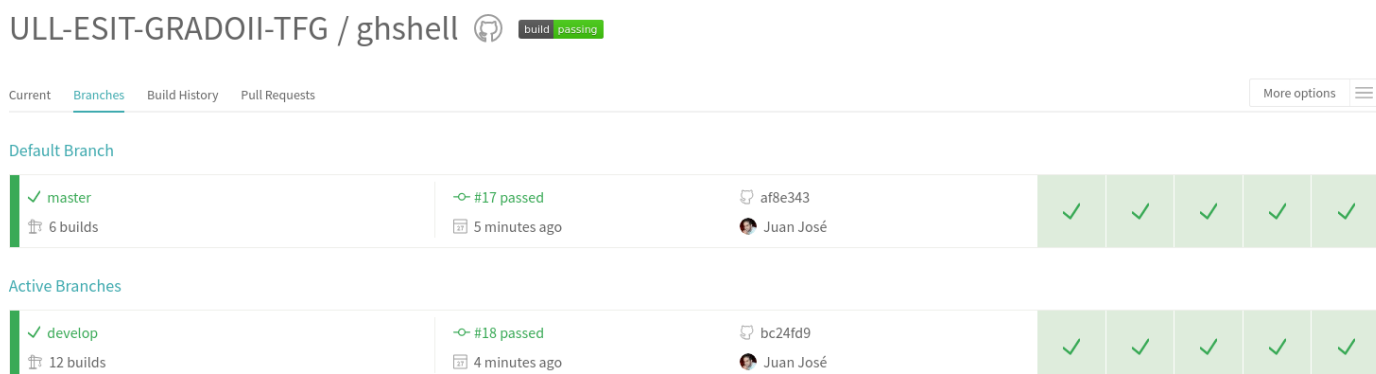 ULL-ESIT-GRADOII-TFG / ghshell build passing
Current Branches Build History Pull Requests More options
Default Branch
master #17 passed af8e343
6 builds 5 minutes ago Juan José
Active Branches
develop #18 passed bc24fd9
12 builds 4 minutes ago Juan José